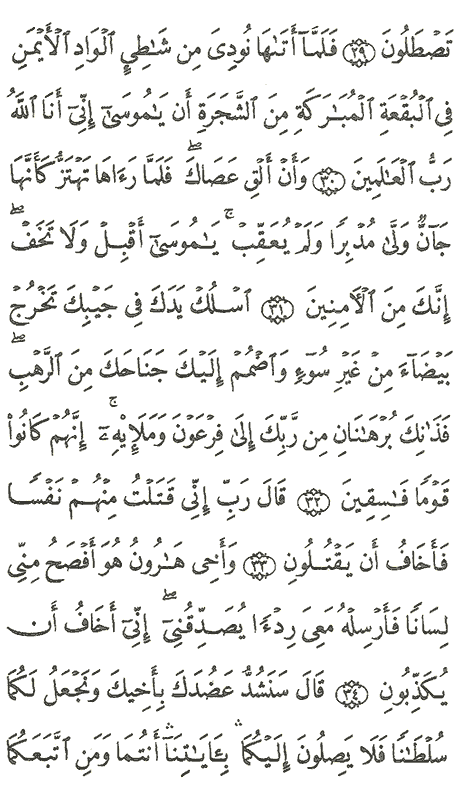 تَصۡطَلُونَ ٢٩ فَلَمَّآ أَتَىٰهَا نُودِىَ مِن شَٰطِيِٕ ٱلۡوَادِ ٱلۡأَيۡمَنِ
فِى ٱلۡبُقۡعَةِ ٱلۡمُبَٰرَكَةِ مِنَ ٱلشَّجَرَةِ أَن يَٰمُوسَىٰٓ إِنِّىٓ أَنَا ٱللَّهُ
رَبُّ ٱلۡعَٰلَمِينَ ٣٠ وَأَنۡ أَلۡقِ عَصَاكَۖ فَلَمَّا رَءَاهَا تَهۡتَزُّ كَأَنَّهَا
جَآنٌّ وَلَّىٰ مُدۡبِرًا وَلَمۡ يُعَقِّبۡۚ يَٰمُوسَىٰٓ أَقۡبِلۡ وَلَا تَخَفۡۖ
إِنَّكَ مِنَ ٱلۡأٓمِنِينَ ٣١ ٱسۡلُكۡ يَدَكَ فِى جَيۡبِكَ تَخۡرُجۡ
بَيۡضَآءَ مِنۡ غَيۡرِ سُوٓءٍ وَٱضۡمُمۡ إِلَيۡكَ جَنَاحَكَ مِنَ ٱلرَّهۡبِۖ
فَذَٰنِكَ بُرۡهَٰنَانِ مِن رَّبِّكَ إِلَىٰ فِرۡعَوۡنَ وَمَلَإِيْهِۦٓۚ إِنَّهُمۡ كَانُواْ
قَوۡمًا فَٰسِقِينَ ٣٢ قَالَ رَبِّ إِنِّى قَتَلۡتُ مِنۡهُمۡ نَفۡسًا
فَأَخَافُ أَن يَقۡتُلُونِ ٣٣ وَأَخِى هَٰرُونُ هُوَ أَفۡصَحُ مِنِّى
لِسَانًا فَأَرۡسِلۡهُ مَعِىَ رِدۡءًا يُصَدِّقُنِىٓۖ إِنِّىٓ أَخَافُ أَن
يُكَذِّبُونِ ٣٤ قَالَ سَنَشُدُّ عَضُدَكَ بِأَخِيكَ وَنَجۡعَلُ لَكُمَا
سُلۡطَٰنًا فَلَا يَصِلُونَ إِلَيۡكُمَاۛ بِـَٔايَٰتِنَآۛ أَنتُمَا وَمَنِ ٱتَّبَعَكُمَا